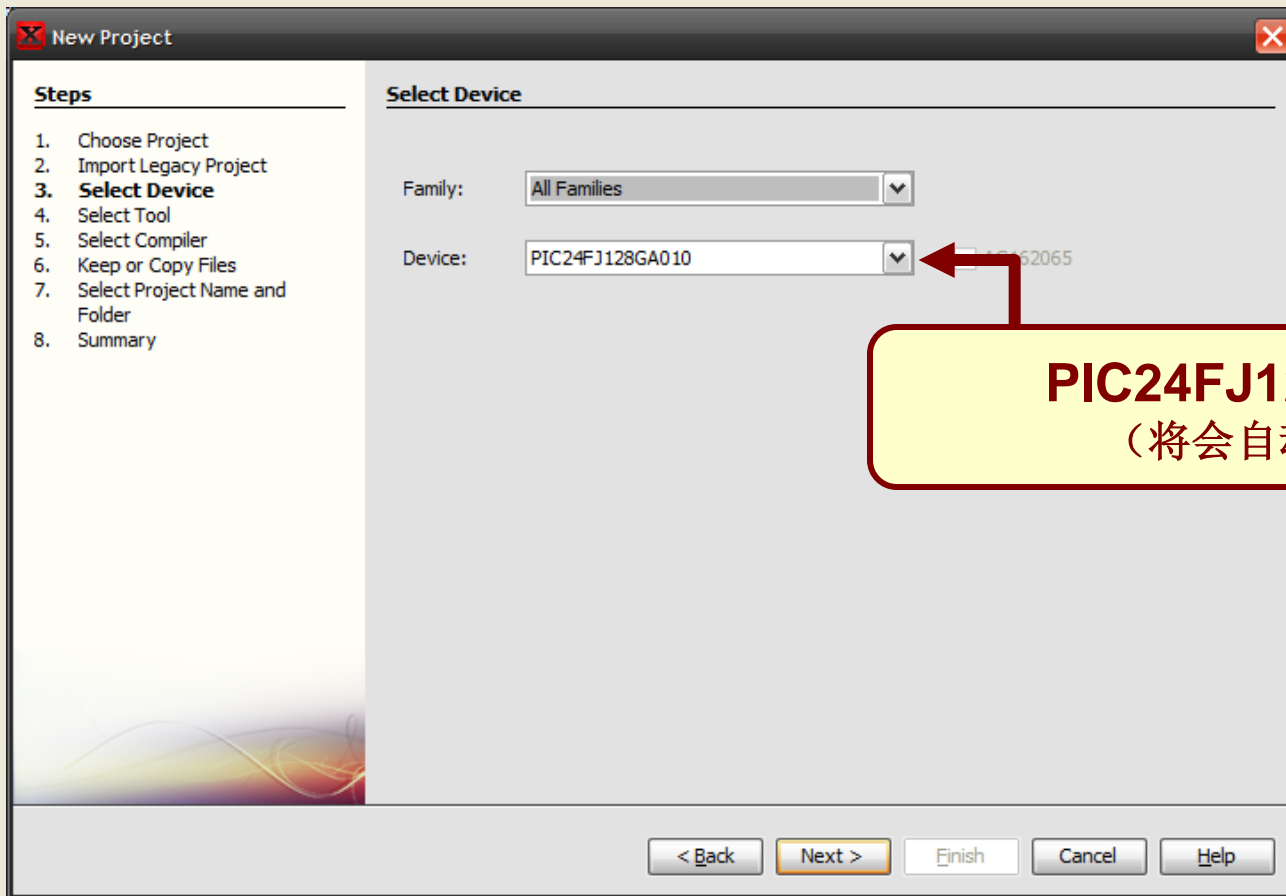 New Project
Steps
1. Choose Project
2. Import Legacy Project
3. Select Device
4. Select Tool
5. Select Compiler
6. Keep or Copy Files
7. Select Project Name and
Folder
8. Summary
Select Device
Family: All Families
Device: PIC24FJ128GA010
62065
PIC24FJ1
（将会自
< Back Next > Finish Cancel Help